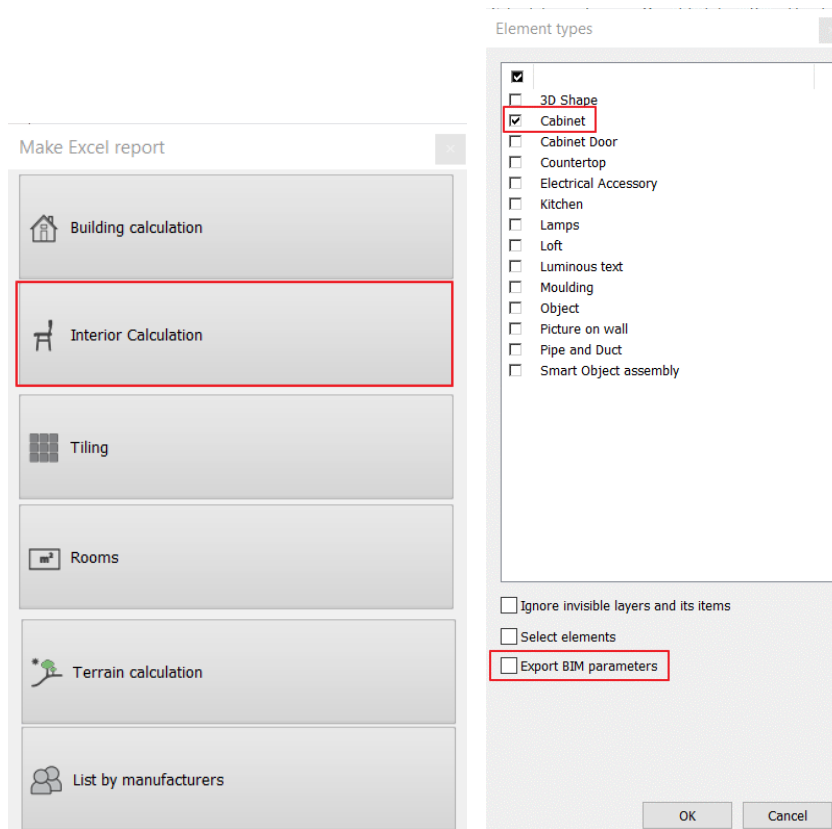 Make Excel report
Building calculation
Interior Calculation
Tiling
m²
Rooms
Terrain calculation
List by manufacturers
Element types
3D Shape
Cabinet
Cabinet Door
Countertop
Electrical Accessory
Kitchen
Lamps
Loft
Luminous text
Moulding
Object
Picture on wall
Pipe and Duct
Smart Object assembly
Ignore invisible layers and its items
Select elements
Export BIM parameters
OK
Cancel